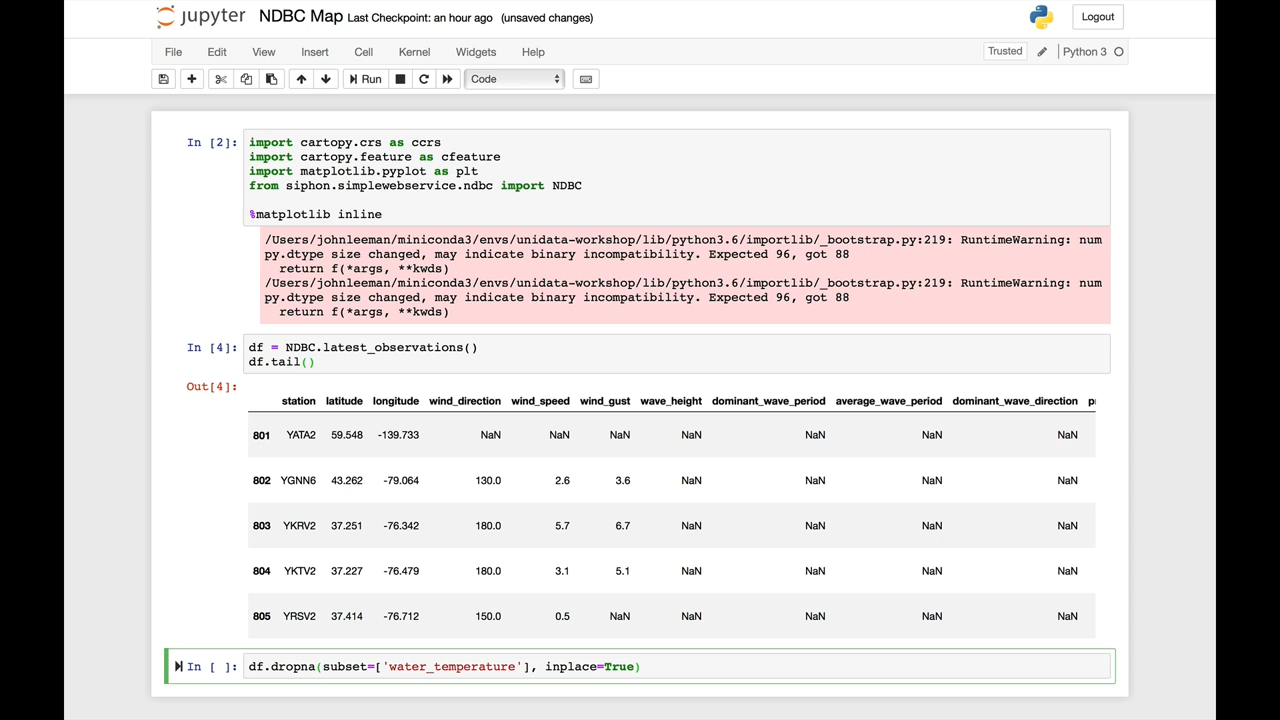 jupyter NDBC Map Last Checkpoint: an hour ago (unsaved changes) Logout
File Edit View Insert Cell Kernel Widgets Help Trusted Python 3
Run Code
In [2]: import cartopy.crs as ccrs
import cartopy.feature as cfeature
import matplotlib.pyplot as plt
from siphon.simplewebservice.ndbc import NDBC
%matplotlib inline
/Users/johnleeman/miniconda3/envs/unidata-workshop/lib/python3.6/importlib/_bootstrap.py:219: RuntimeWarning: num
py.dtype size changed, may indicate binary incompatibility. Expected 96, got 88
return f(*args, **kwds)
/Users/johnleeman/miniconda3/envs/unidata-workshop/lib/python3.6/importlib/_bootstrap.py:219: RuntimeWarning: num
py.dtype size changed, may indicate binary incompatibility. Expected 96, got 88
return f(*args, **kwds)
In [4]: df = NDBC.latest_observations()
df.tail()
Out[4]:
station latitude longitude wind_direction wind_speed wind_gust wave_height dominant_wave_period average_wave_period dominant_wave_direction
801 YATA2 59.548 -139.733 NaN NaN NaN NaN NaN NaN NaN
802 YGNN6 43.262 -79.064 130.0 2.6 3.6 NaN NaN NaN NaN
803 YKRV2 37.251 -76.342 180.0 5.7 6.7 NaN NaN NaN NaN
804 YKTV2 37.227 -76.479 180.0 3.1 5.1 NaN NaN NaN NaN
805 YRSV2 37.414 -76.712 150.0 0.5 NaN NaN NaN NaN NaN
In [ ]: df.dropna(subset=['water_temperature'], inplace=True)